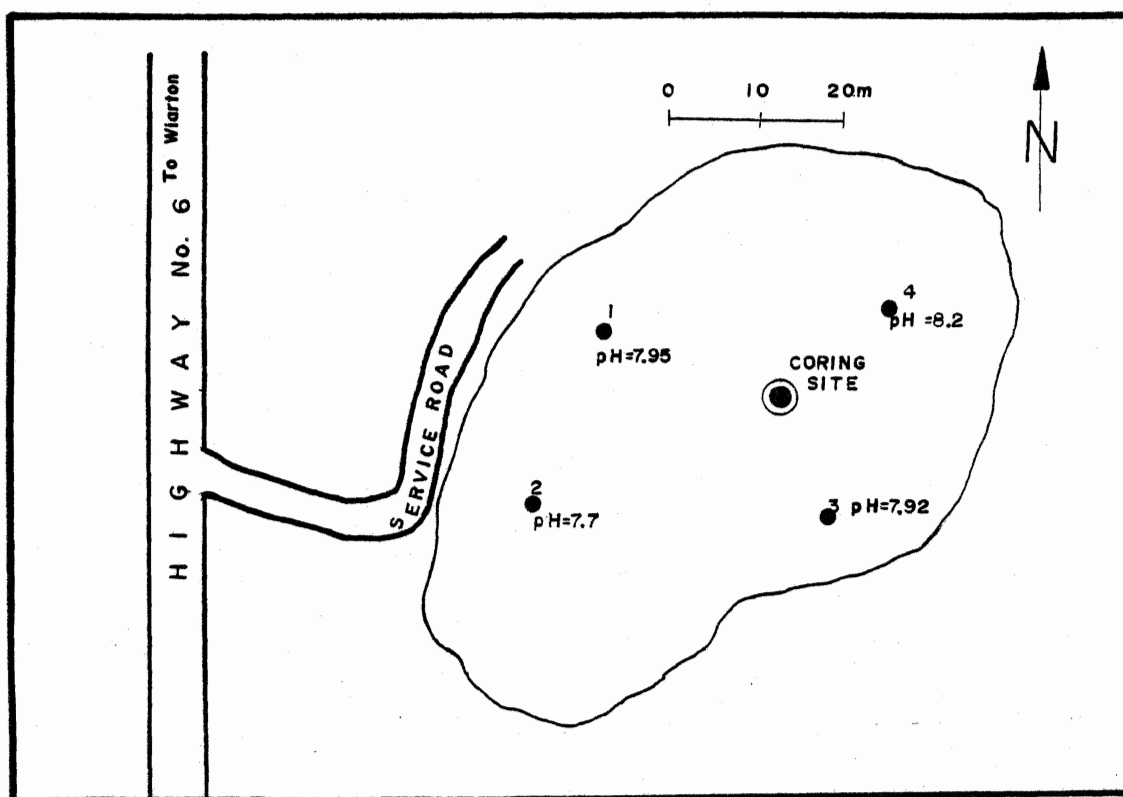 HIGHWAY No. 6 To Wiarton
SERVICE ROAD
0 10 20m
N
1
pH=7.95
4
pH =8.2
CORING
SITE
2
pH=7.7
3 pH=7.92